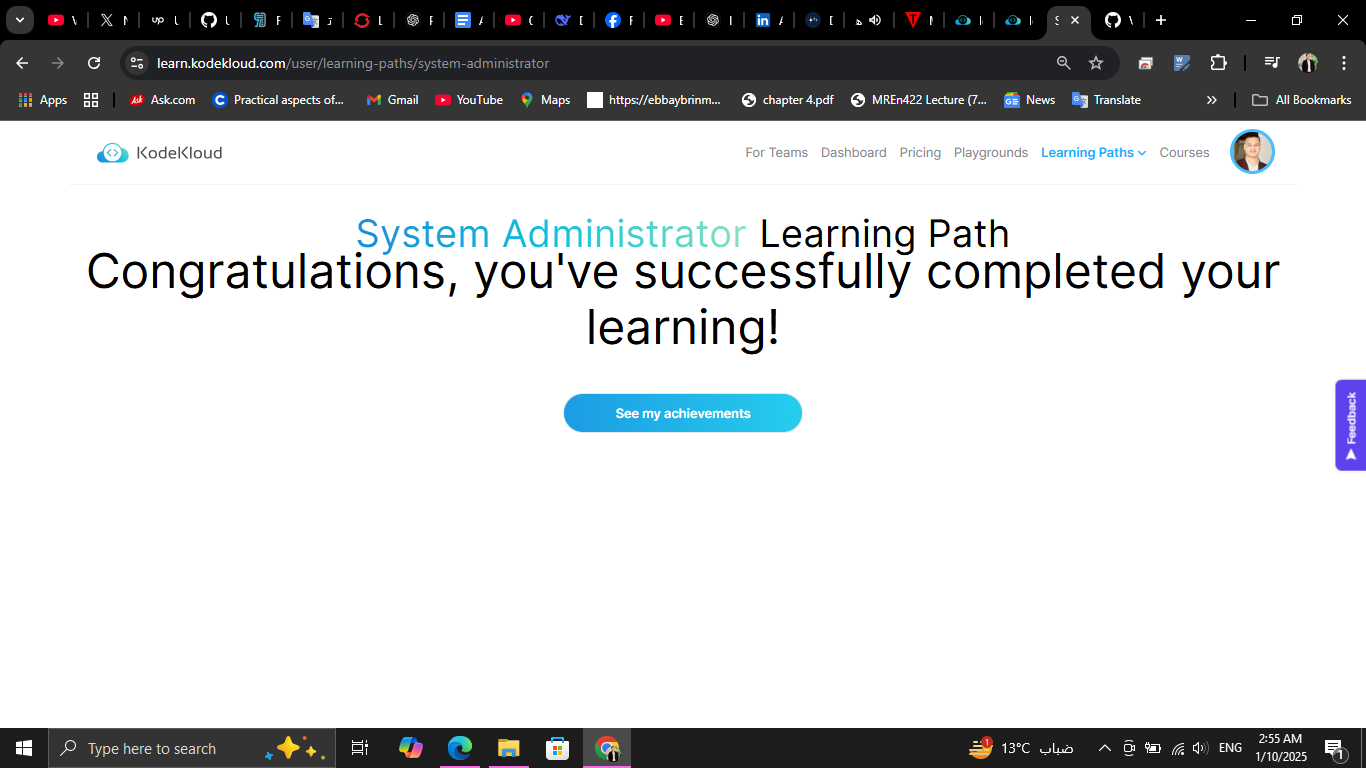 learn.kodekloud.com/user/learning-paths/system-administrator
Apps
Ask.com
Practical aspects of...
Gmail
YouTube
Maps
https://ebbaybrinm...
chapter 4.pdf
MREn422 Lecture (7...
News
Translate
»
All Bookmarks
KodeKloud
For Teams
Dashboard
Pricing
Playgrounds
Learning Paths
Courses
System Administrator Learning Path
Congratulations, you've successfully completed your
learning!
See my achievements
Feedback
Type here to search
1
13°C
ضباب
ENG
2:55 AM
1/10/2025
1